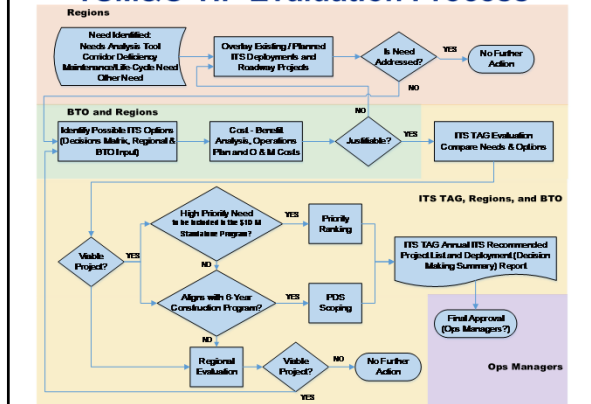 Regions
Need Identified:
Needs Analysis Tool
Corridor Deficiency
Maintenance/Life-Cycle Need
Other Need
Overlay Existing / Planned
ITS Deployments and
Roadway Projects
Is Need
Addressed?
YES
No Further
Action
NO
NO
BTO and Regions
Identify Possible ITS Options
(Decisions Matrix, Regional &
BTO Input)
Cost - Benefit
Analysis, Operations
Plan and O & M Costs
Justifiable?
YES
ITS TAG Evaluation
Compare Needs & Options
ITS TAG, Regions, and BTO
High Priority Need
to be included in the $10 M
Standalone Program?
YES
Priority
Ranking
Viable
Project?
YES
NO
ITS TAG Annual ITS Recommended
Project List and Deployment (Decision
Making Summary) Report
Aligns with 6-Year
Construction Program?
YES
PDS
Scoping
NO
Final Approval
(Ops Managers?)
Regional
Evaluation
Viable
Project?
NO
No Further
Action
Ops Managers
YES